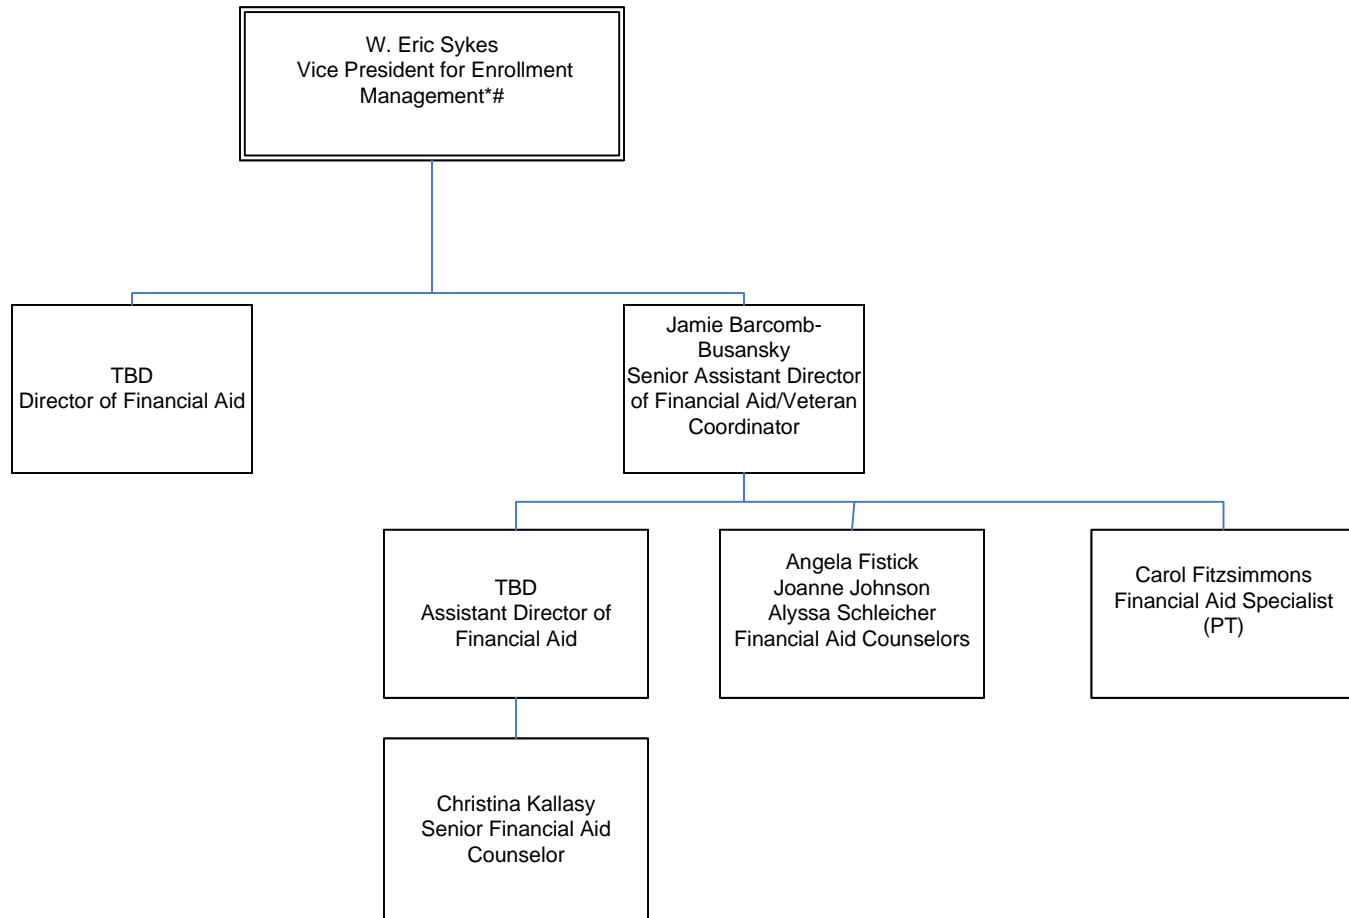 W. Eric Sykes
Vice President for Enrollment
Management*#
TBD
Director of Financial Aid
Jamie Barcomb-
Busansky
Senior Assistant Director
of Financial Aid/Veteran
Coordinator
TBD
Assistant Director of
Financial Aid
Angela Fistick
Joanne Johnson
Alyssa Schleicher
Financial Aid Counselors
Carol Fitzsimmons
Financial Aid Specialist
(PT)
Christina Kallasy
Senior Financial Aid
Counselor